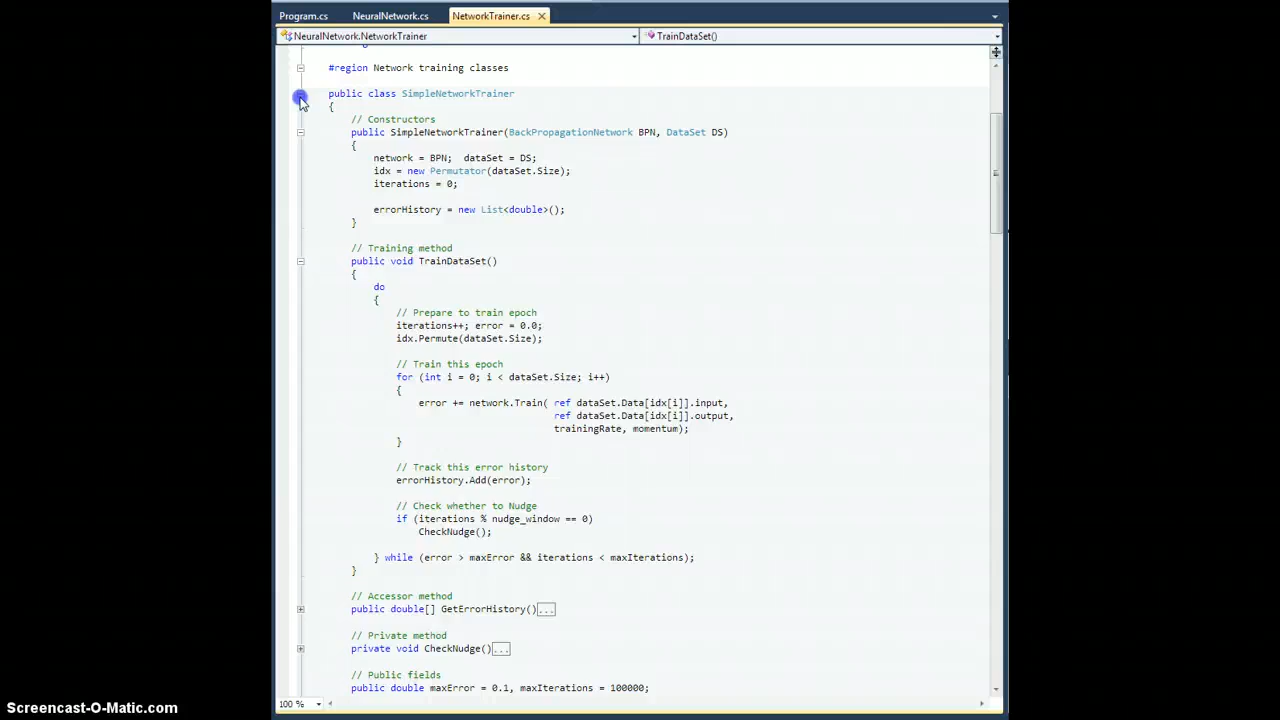 Program.cs NeuralNetwork.cs NetworkTrainer.cs
NeuralNetwork.NetworkTrainer TrainDataSet()
#region Network training classes
public class SimpleNetworkTrainer
{
// Constructors
public SimpleNetworkTrainer(BackPropagationNetwork BPN, DataSet DS)
{
network = BPN;  dataSet = DS;
idx = new Permutator(dataSet.Size);
iterations = 0;
errorHistory = new List<double>();
}
// Training method
public void TrainDataSet()
{
do
{
// Prepare to train epoch
iterations++; error = 0.0;
idx.Permute(dataSet.Size);
// Train this epoch
for (int i = 0; i < dataSet.Size; i++)
{
error += network.Train( ref dataSet.Data[idx[i]].input,
ref dataSet.Data[idx[i]].output,
trainingRate, momentum);
}
// Track this error history
errorHistory.Add(error);
// Check whether to Nudge
if (iterations % nudge_window == 0)
CheckNudge();
} while (error > maxError && iterations < maxIterations);
}
// Accessor method
public double[] GetErrorHistory()...
// Private method
private void CheckNudge()...
// Public fields
public double maxError = 0.1, maxIterations = 100000;
100 %
Screencast-O-Matic.com